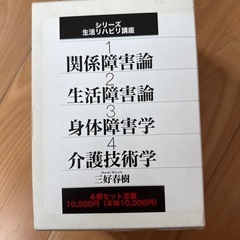 シリーズ
生活リハビリ講座
1
関係障害論
2
生活障害論
3
身体障害学
4
介護技術学
三好春樹
4冊セット定価
10,500円(本体10,000円)